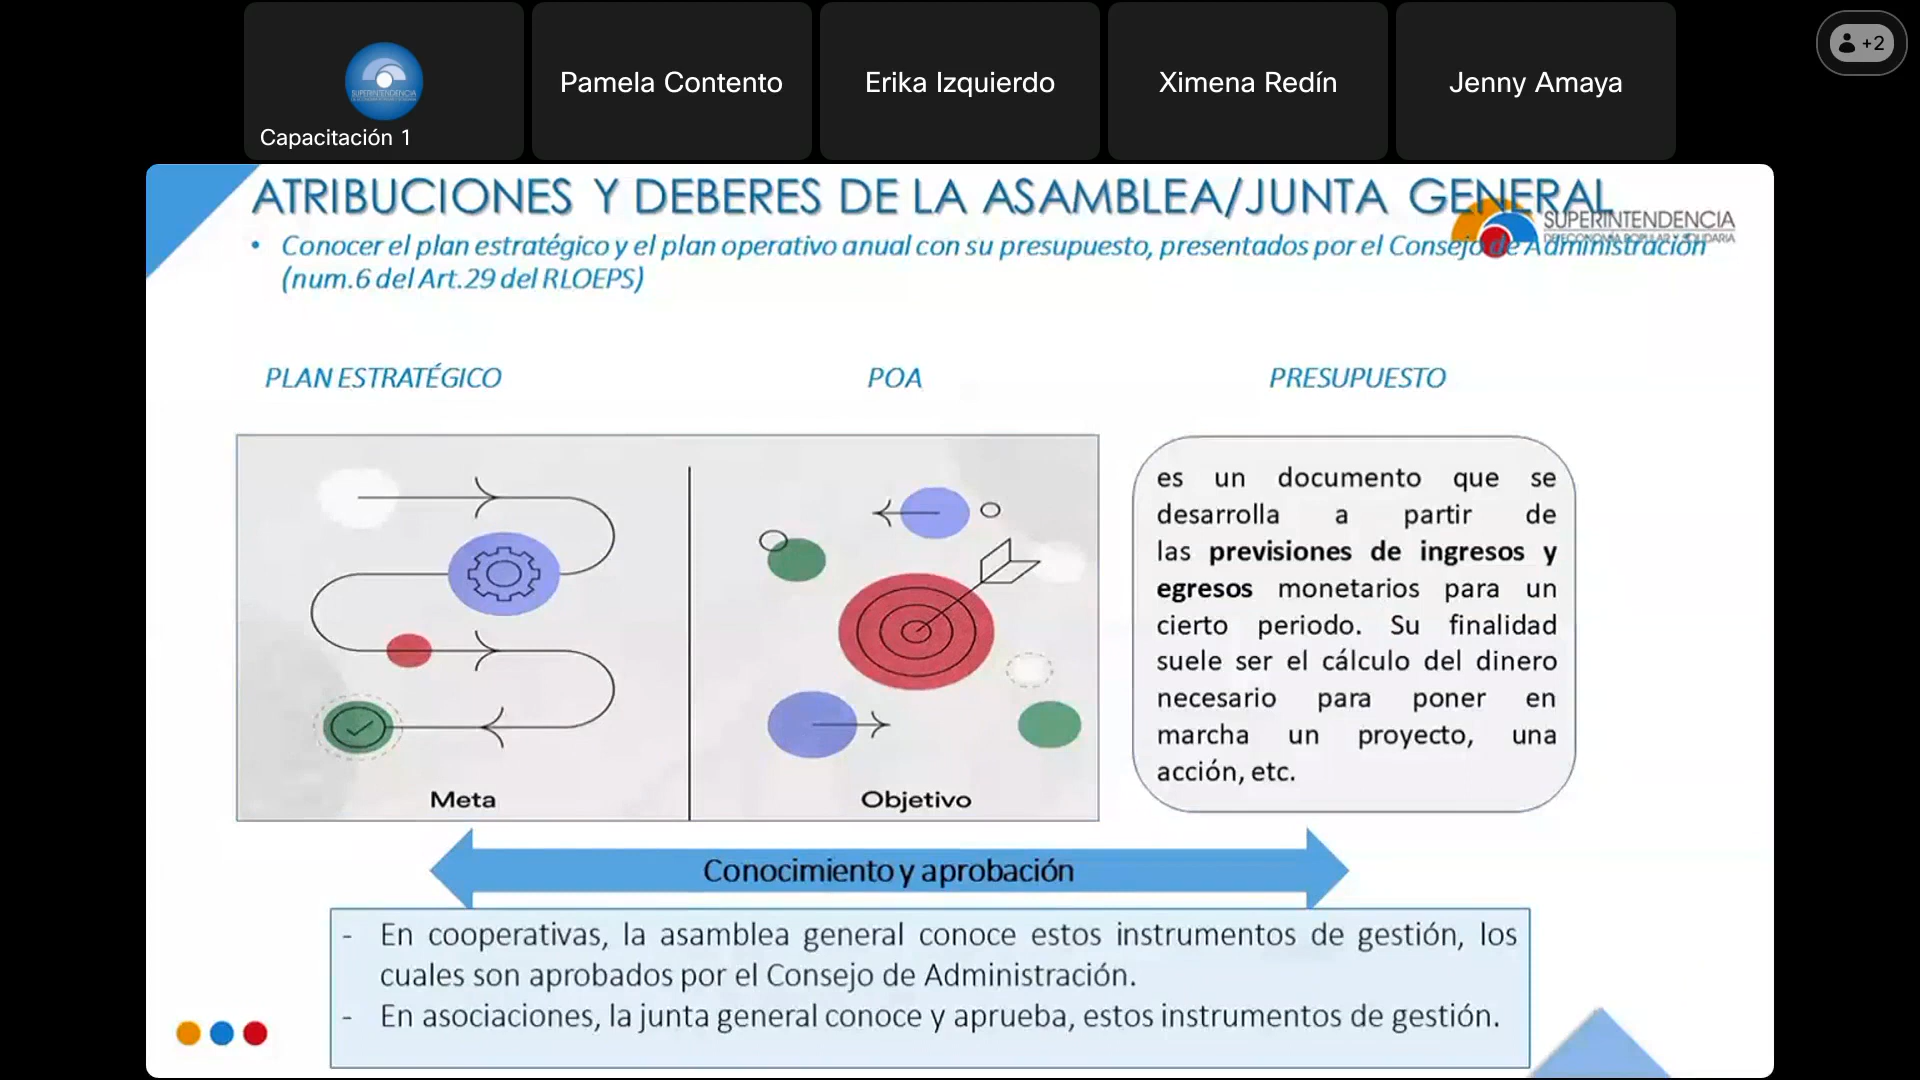 Capacitación 1
Pamela Contento
Erika Izquierdo
Ximena Redín
Jenny Amaya
+2
ATRIBUCIONES Y DEBERES DE LA ASAMBLEA/JUNTA GENERAL
SUPERINTENDENCIA
DE ECONOMÍA POPULAR Y SOLIDARIA
• Conocer el plan estratégico y el plan operativo anual con su presupuesto, presentados por el Consejo de Administración
(num.6 del Art.29 del RLOEPS)
PLAN ESTRATÉGICO
POA
PRESUPUESTO
Meta
Objetivo
es un documento que se
desarrolla a partir de
las previsiones de ingresos y
egresos monetarios para un
cierto periodo. Su finalidad
suele ser el cálculo del dinero
necesario para poner en
marcha un proyecto, una
acción, etc.
Conocimiento y aprobación
- En cooperativas, la asamblea general conoce estos instrumentos de gestión, los
cuales son aprobados por el Consejo de Administración.
- En asociaciones, la junta general conoce y aprueba, estos instrumentos de gestión.